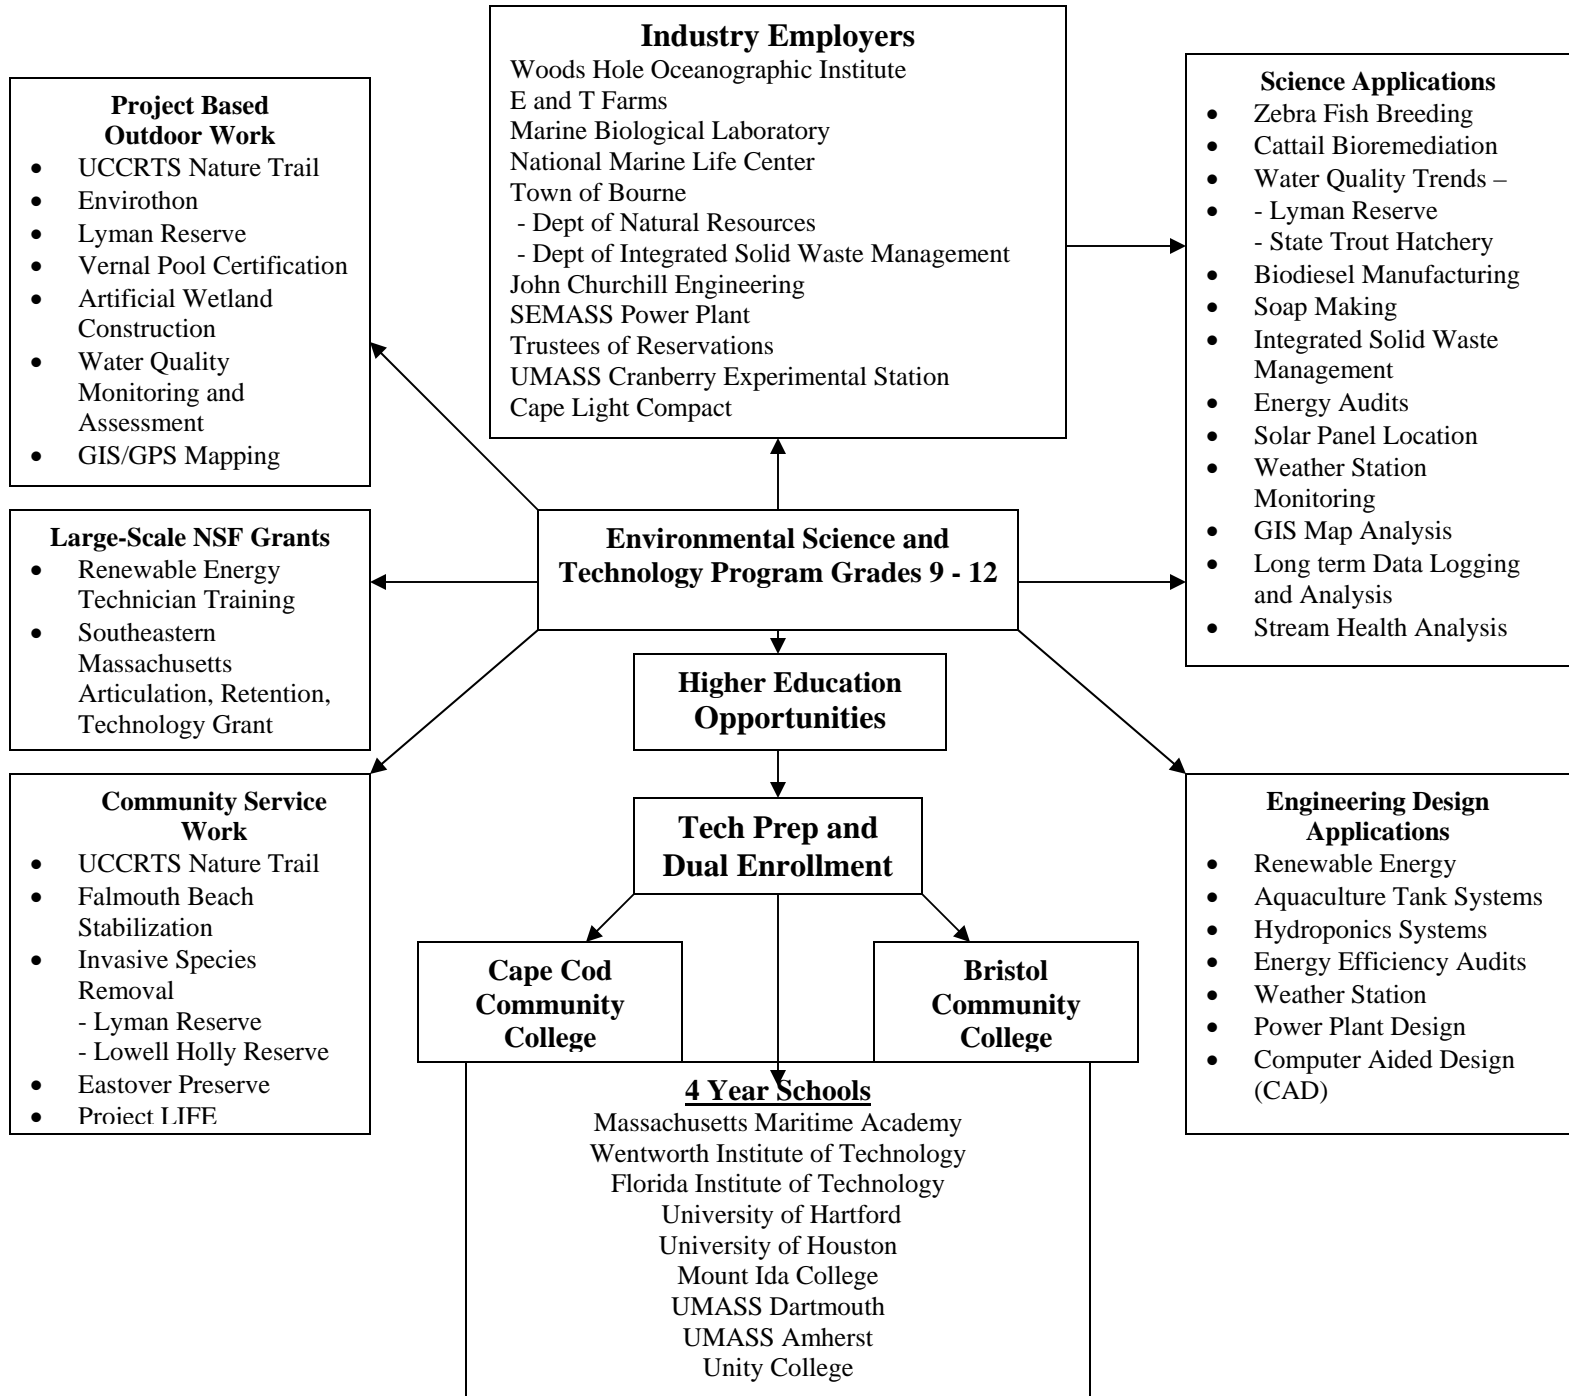 Industry Employers
Woods Hole Oceanographic Institute
E and T Farms
Marine Biological Laboratory
National Marine Life Center
Town of Bourne
- Dept of Natural Resources
- Dept of Integrated Solid Waste Management
John Churchill Engineering
SEMASS Power Plant
Trustees of Reservations
UMASS Cranberry Experimental Station
Cape Light Compact
Project Based
Outdoor Work
• UCCRTS Nature Trail
• Envirothon
• Lyman Reserve
• Vernal Pool Certification
• Artificial Wetland
Construction
• Water Quality
Monitoring and
Assessment
• GIS/GPS Mapping
Science Applications
• Zebra Fish Breeding
• Cattail Bioremediation
• Water Quality Trends –
• - Lyman Reserve
- State Trout Hatchery
• Biodiesel Manufacturing
• Soap Making
• Integrated Solid Waste
Management
• Energy Audits
• Solar Panel Location
• Weather Station
Monitoring
• GIS Map Analysis
• Long term Data Logging
and Analysis
• Stream Health Analysis
Large-Scale NSF Grants
• Renewable Energy
Technician Training
• Southeastern
Massachusetts
Articulation, Retention,
Technology Grant
Environmental Science and
Technology Program Grades 9 - 12
Higher Education
Opportunities
Tech Prep and
Dual Enrollment
Community Service
Work
• UCCRTS Nature Trail
• Falmouth Beach
Stabilization
• Invasive Species
Removal
- Lyman Reserve
- Lowell Holly Reserve
• Eastover Preserve
• Project LIFE
Engineering Design
Applications
• Renewable Energy
• Aquaculture Tank Systems
• Hydroponics Systems
• Energy Efficiency Audits
• Weather Station
• Power Plant Design
• Computer Aided Design
(CAD)
Cape Cod
Community
College
Bristol
Community
College
4 Year Schools
Massachusetts Maritime Academy
Wentworth Institute of Technology
Florida Institute of Technology
University of Hartford
University of Houston
Mount Ida College
UMASS Dartmouth
UMASS Amherst
Unity College